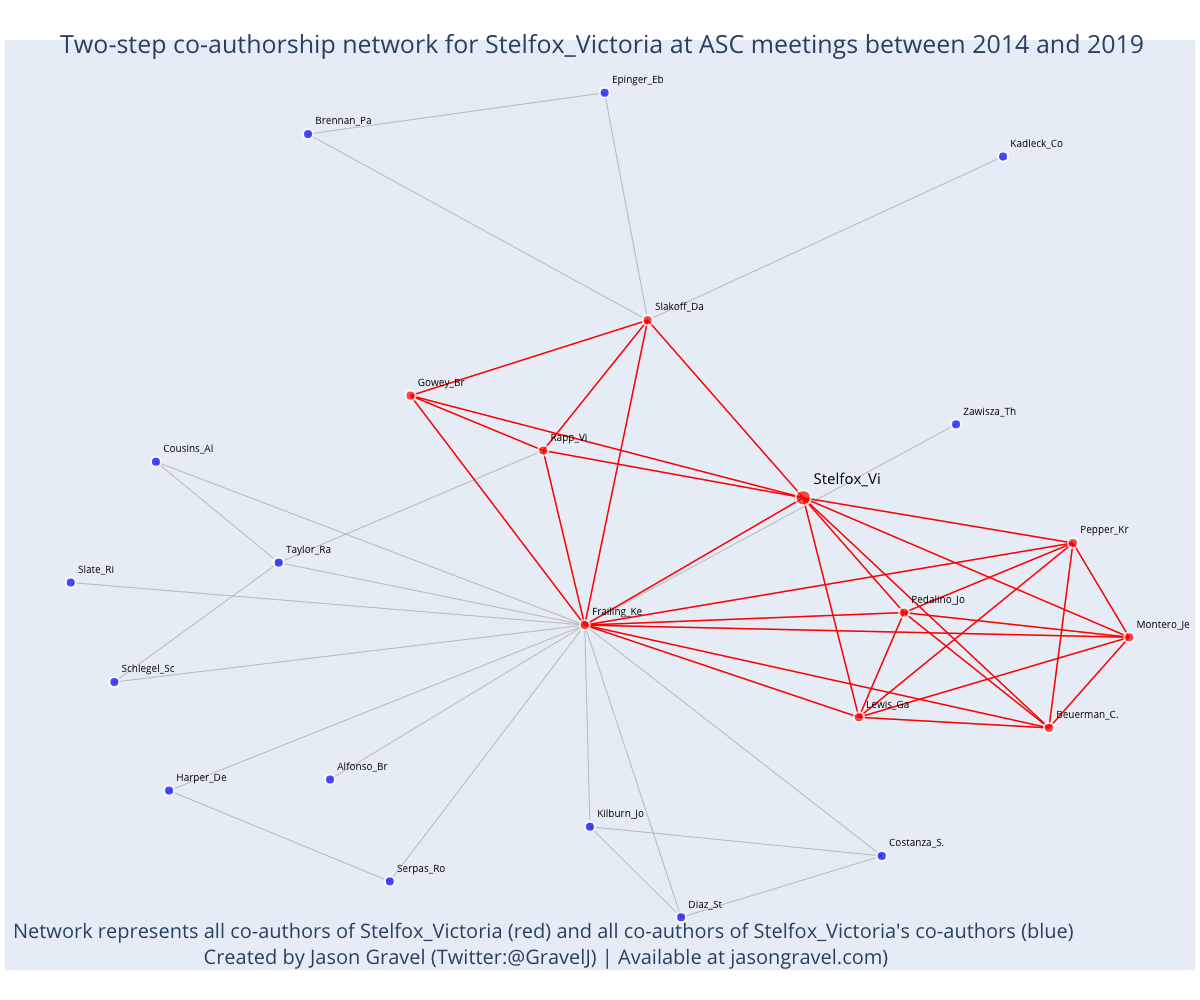 Two-step co-authorship network for Stelfox_Victoria at ASC meetings between 2014 and 2019
Epinger_Eb
Brennan_Pa
Kadleck_Co
Slakoff_Da
Gowey_Br
Zawisza_Th
Rapp_Vi
Cousins_Al
Stelfox_Vi
Pepper_Kr
Taylor_Ra
Slate_Ri
Pedalino_Jo
Frailing_Ke
Montero_Je
Schlegel_Sc
Lewis_Ga
Beuerman_C.
Alfonso_Br
Harper_De
Kilburn_Jo
Costanza_S.
Serpas_Ro
Diaz_St
Network represents all co-authors of Stelfox_Victoria (red) and all co-authors of Stelfox_Victoria's co-authors (blue)
Created by Jason Gravel (Twitter:@GravelJ) | Available at jasongravel.com)